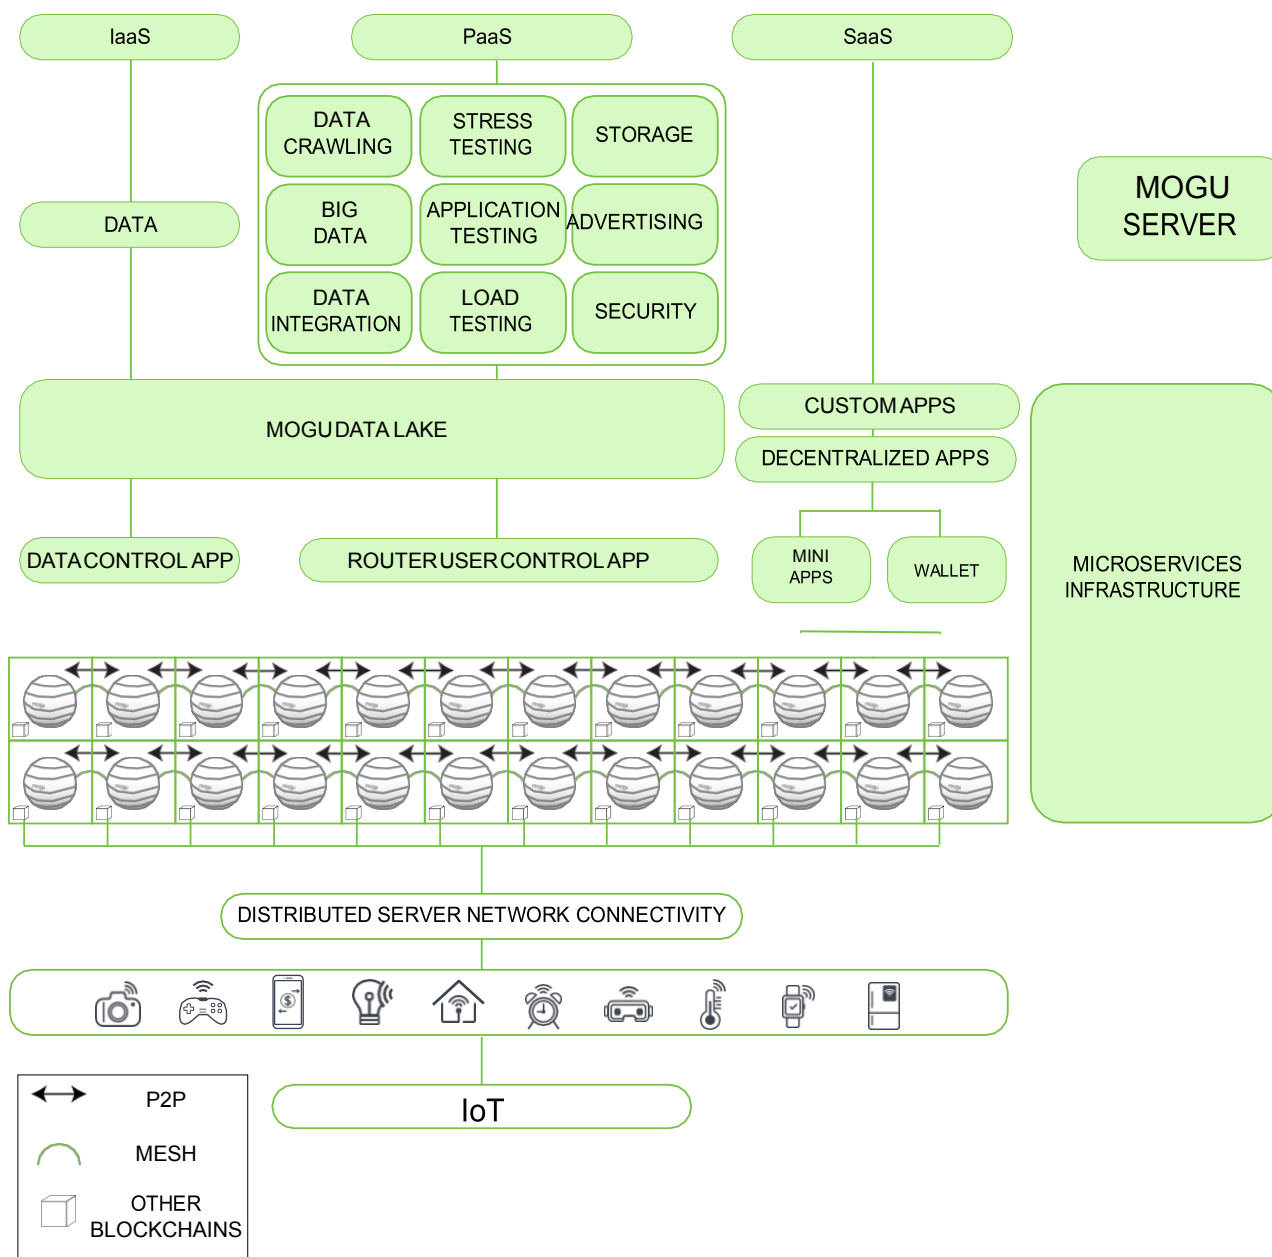 IaaS
PaaS
SaaS
DATA
CRAWLING
STRESS
TESTING
STORAGE
BIG
DATA
APPLICATION
TESTING
ADVERTISING
DATA
INTEGRATION
LOAD
TESTING
SECURITY
DATA
MOGU
SERVER
MOGU DATA LAKE
CUSTOM APPS
DECENTRALIZED APPS
DATA CONTROL APP
ROUTER USER CONTROL APP
MINI
APPS
WALLET
MICROSERVICES
INFRASTRUCTURE
DISTRIBUTED SERVER NETWORK CONNECTIVITY
$
IoT
P2P
MESH
OTHER
BLOCKCHAINS